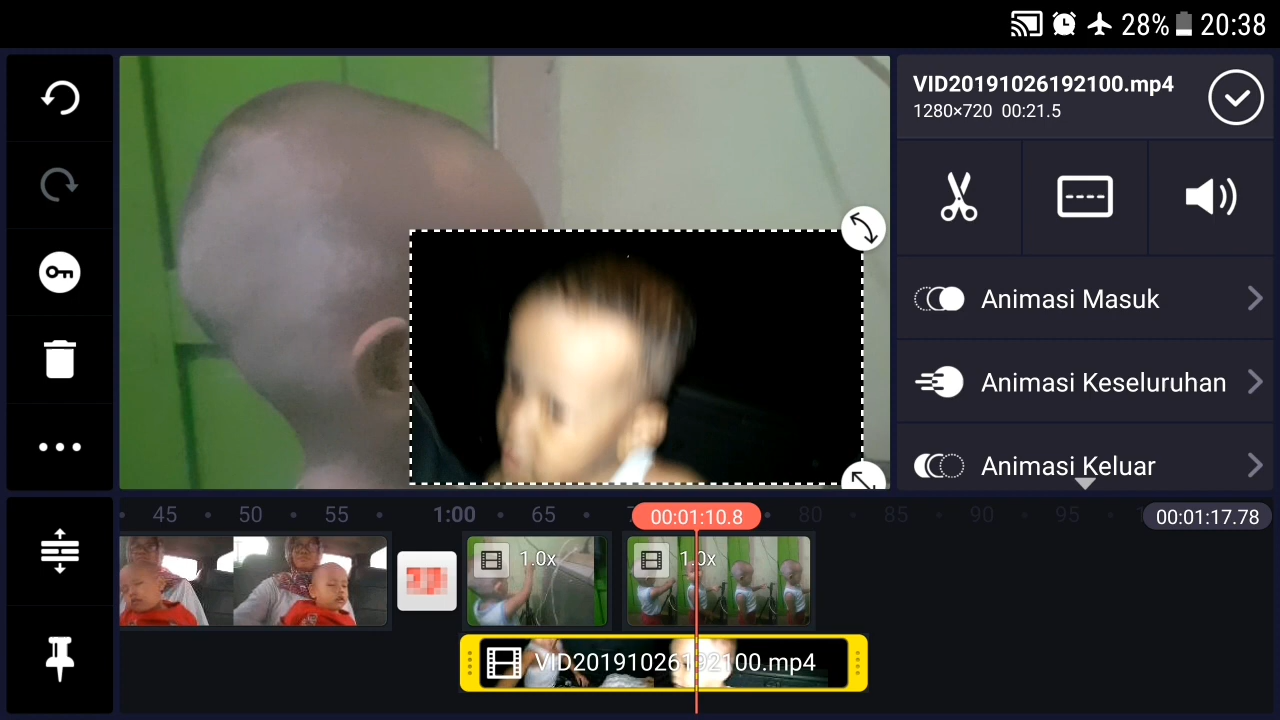 28% 20:38
VID20191026192100.mp4
1280×720 00:21.5
Animasi Masuk
Animasi Keseluruhan
Animasi Keluar
45 50 55 1:00 65 00:01:10.8 80 85 90 95 00:01:17.78
1.0x 1.0x
VID20191026192100.mp4